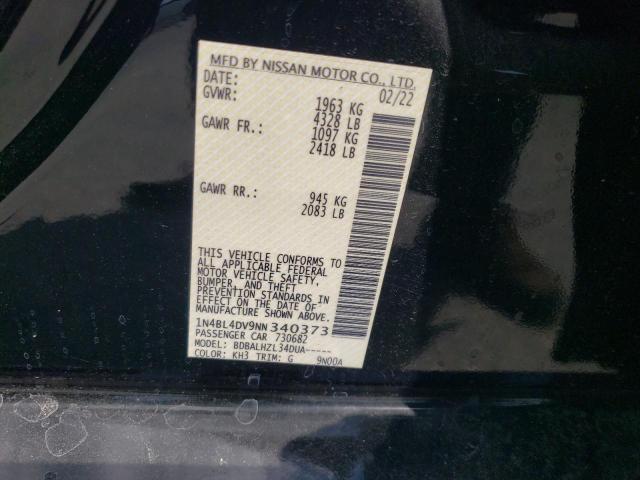 MFD BY NISSAN MOTOR CO., LTD.
DATE: 02/22
GVWR: 1963 KG
4328 LB
GAWR FR.: 1097 KG
2418 LB
GAWR RR.: 945 KG
2083 LB
THIS VEHICLE CONFORMS TO
ALL APPLICABLE FEDERAL
MOTOR VEHICLE SAFETY,
BUMPER, AND THEFT
PREVENTION STANDARDS IN
EFFECT ON THE DATE OF
MANUFACTURE SHOWN ABOVE.
1N4BL4DV9NN340373
PASSENGER CAR 730682
MODEL: BDBALHZL34DUA-----
COLOR: KH3 TRIM: G 9N00A